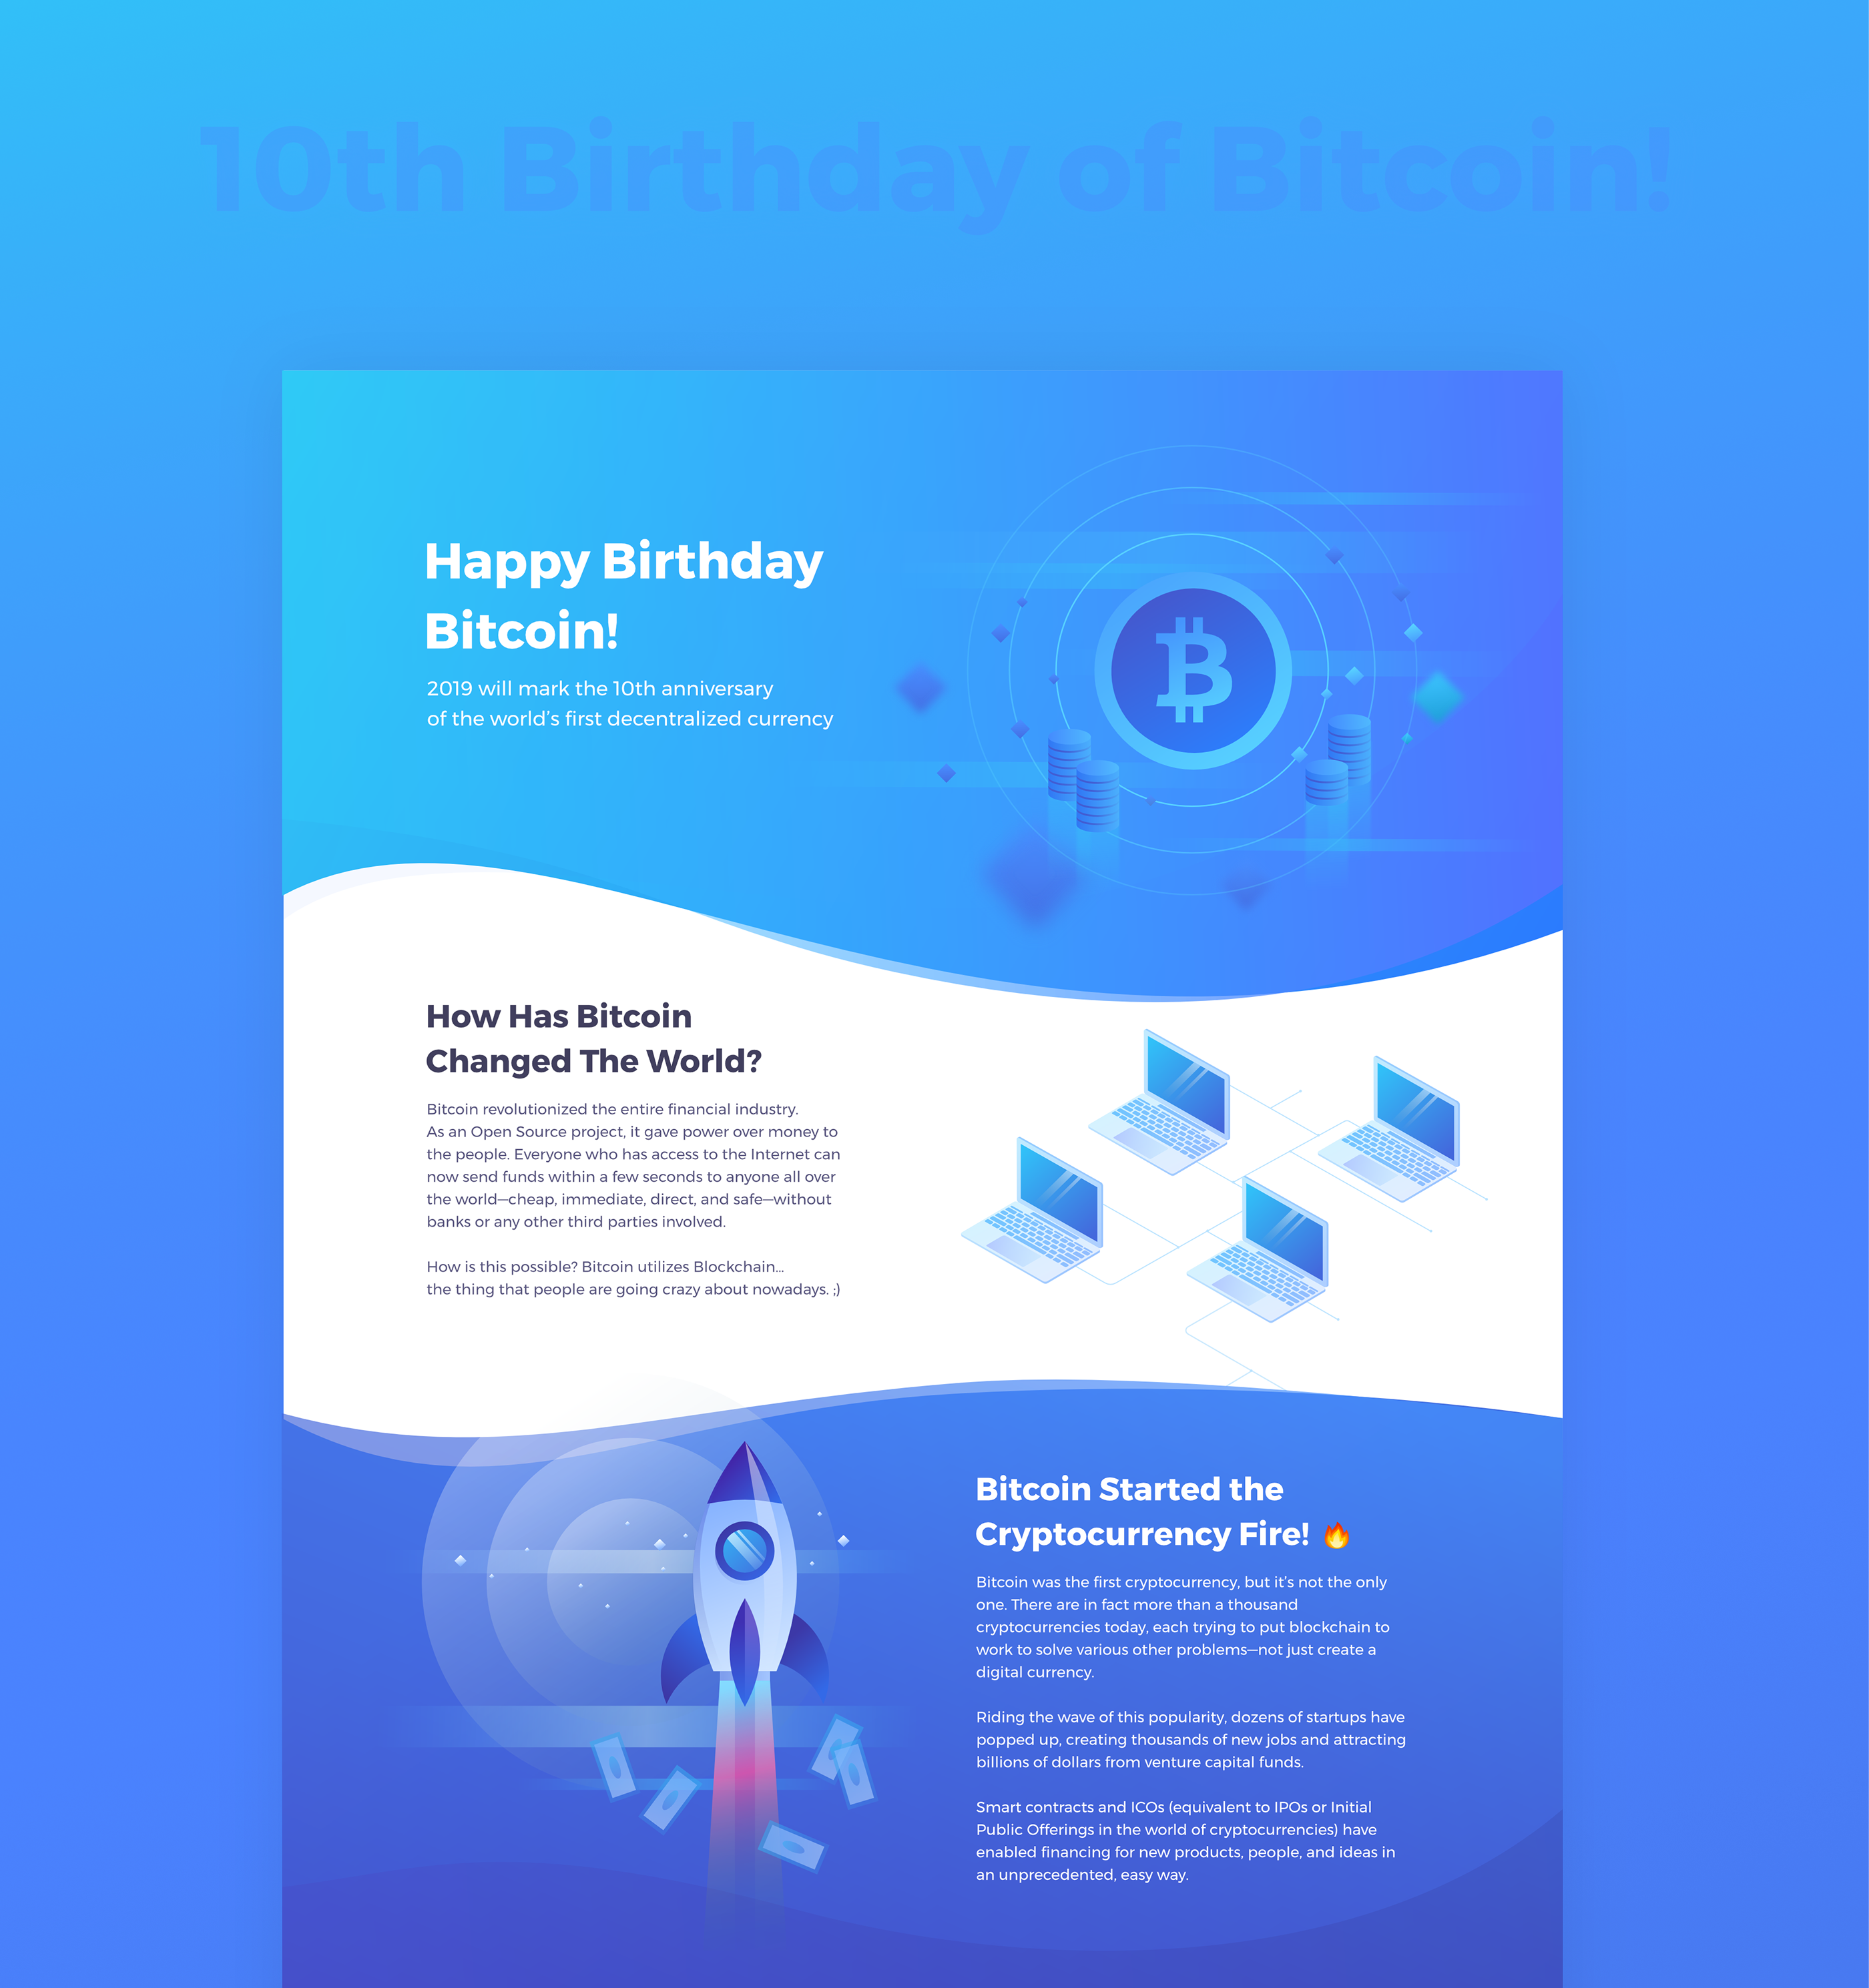 10th Birthday of Bitcoin!
Happy Birthday
Bitcoin!
2019 will mark the 10th anniversary
of the world's first decentralized currency
How Has Bitcoin
Changed The World?
Bitcoin revolutionized the entire financial industry.
As an Open Source project, it gave power over money to
the people. Everyone who has access to the Internet can
now send funds within a few seconds to anyone all over
the world—cheap, immediate, direct, and safe—without
banks or any other third parties involved.
How is this possible? Bitcoin utilizes Blockchain...
the thing that people are going crazy about nowadays. ;)
Bitcoin Started the
Cryptocurrency Fire! 🔥
Bitcoin was the first cryptocurrency, but it's not the only
one. There are in fact more than a thousand
cryptocurrencies today, each trying to put blockchain to
work to solve various other problems—not just create a
digital currency.
Riding the wave of this popularity, dozens of startups have
popped up, creating thousands of new jobs and attracting
billions of dollars from venture capital funds.
Smart contracts and ICOs (equivalent to IPOs or Initial
Public Offerings in the world of cryptocurrencies) have
enabled financing for new products, people, and ideas in
an unprecedented, easy way.